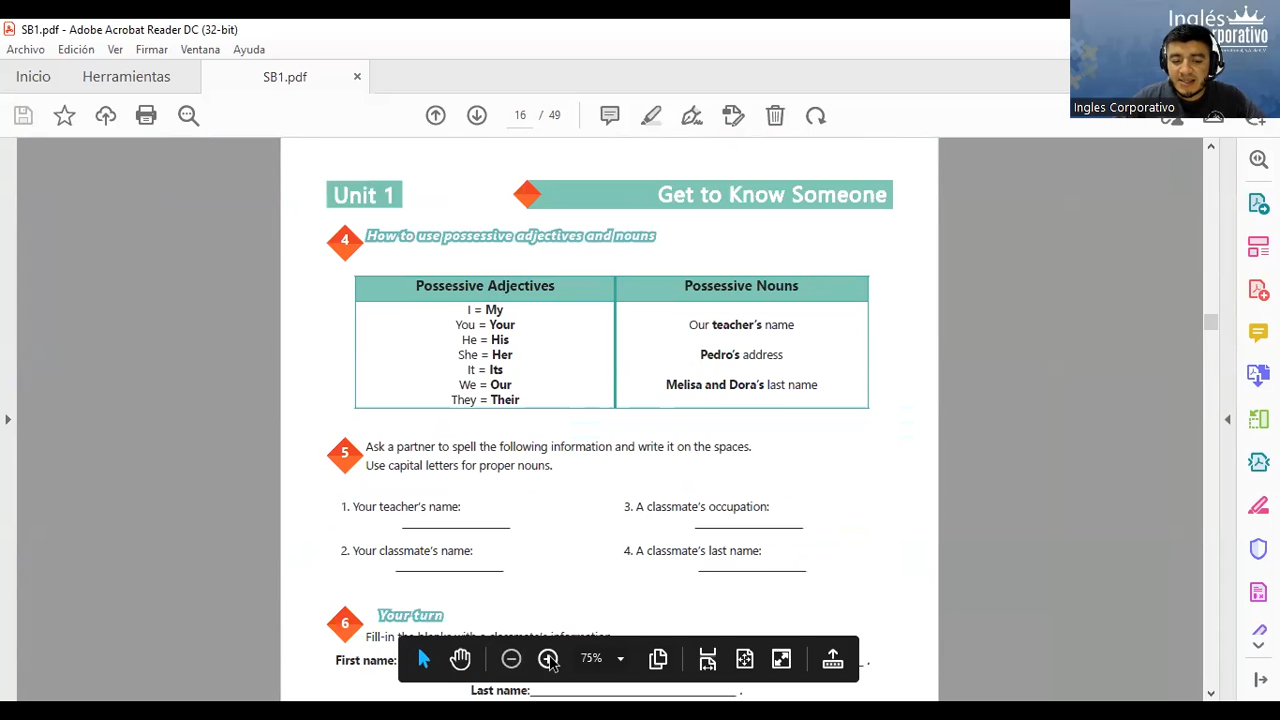 SB1.pdf - Adobe Acrobat Reader DC (32-bit)
Archivo Edición Ver Firmar Ventana Ayuda
Inicio Herramientas SB1.pdf ×
16 / 49
Inglés
Corporativo
Ingles Corporativo
Unit 1
Get to Know Someone
4 How to use possessive adjectives and nouns
Possessive Adjectives
I = My
You = Your
He = His
She = Her
It = Its
We = Our
They = Their
Possessive Nouns
Our teacher's name
Pedro's address
Melisa and Dora's last name
5 Ask a partner to spell the following information and write it on the spaces.
Use capital letters for proper nouns.
1. Your teacher's name:
2. Your classmate's name:
3. A classmate's occupation:
4. A classmate's last name:
6 Your turn
Fill-in the blanks with a classmate's information.
First name:
75%
Last name: